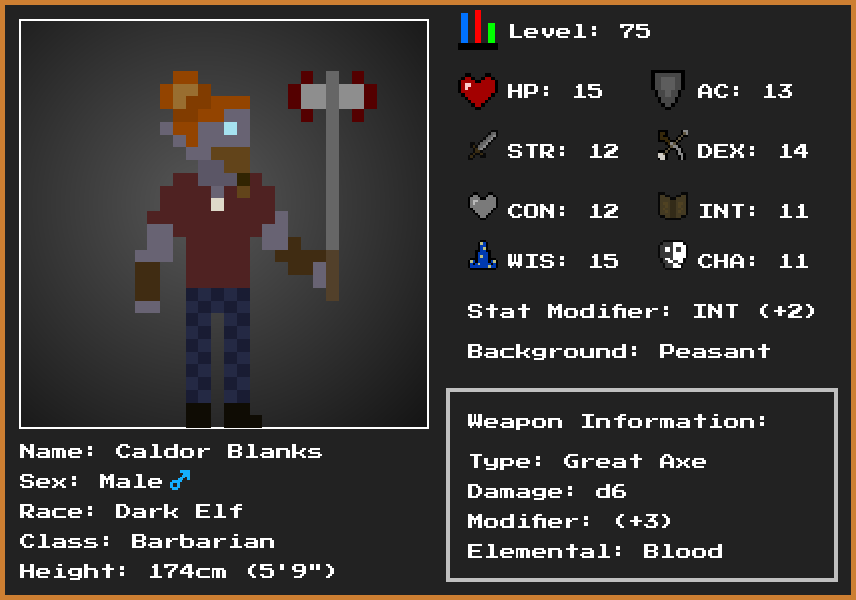 Level: 75
HP: 15
AC: 13
STR: 12
DEX: 14
CON: 12
INT: 11
WIS: 15
CHA: 11
Stat Modifier: INT (+2)
Background: Peasant
Weapon Information:
Type: Great Axe
Damage: d6
Modifier: (+3)
Elemental: Blood
Name: Caldor Blanks
Sex: Male♂
Race: Dark Elf
Class: Barbarian
Height: 174cm (5'9")